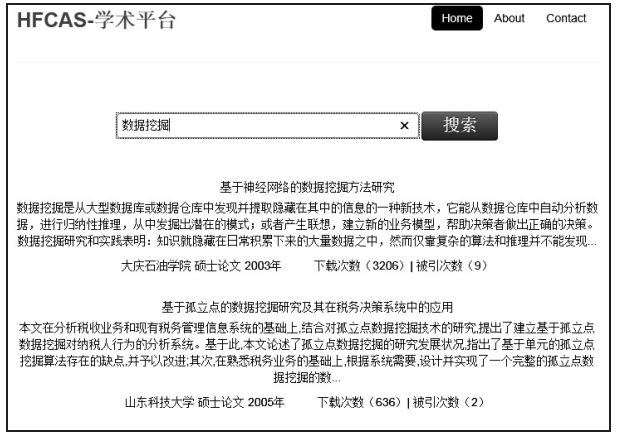 HFCAS-学术平台
Home About Contact
数据挖掘 × 搜索
基于神经网络的数据挖掘方法研究
数据挖掘是从大型数据库或数据仓库中发现并提取隐藏在其中的信息的一种新技术，它能从数据仓库中自动分析数
据，进行归纳性推理，从中发掘出潜在的模式；或者产生联想，建立新的业务模型，帮助决策者做出正确的决策。
数据挖掘研究和实践表明：知识就隐藏在日常积累下来的大量数据之中，然而仅靠复杂的算法和推理并不能发现...
大庆石油学院 硕士论文 2003年 下载次数（3206）| 被引次数（9）
基于孤立点的数据挖掘研究及其在税务决策系统中的应用
本文在分析税收业务和现有税务管理信息系统的基础上,结合对孤立点数据挖掘技术的研究,提出了建立基于孤立点
数据挖掘对纳税人行为的分析系统。基于此,本文论述了孤立点数据挖掘的研究发展状况,指出了基于单元的孤立点
挖掘算法存在的缺点,并予以改进;其次,在熟悉税务业务的基础上,根据系统需要,设计并实现了一个完整的孤立点数
据挖掘的数...
山东科技大学 硕士论文 2005年 下载次数（636）| 被引次数（2）